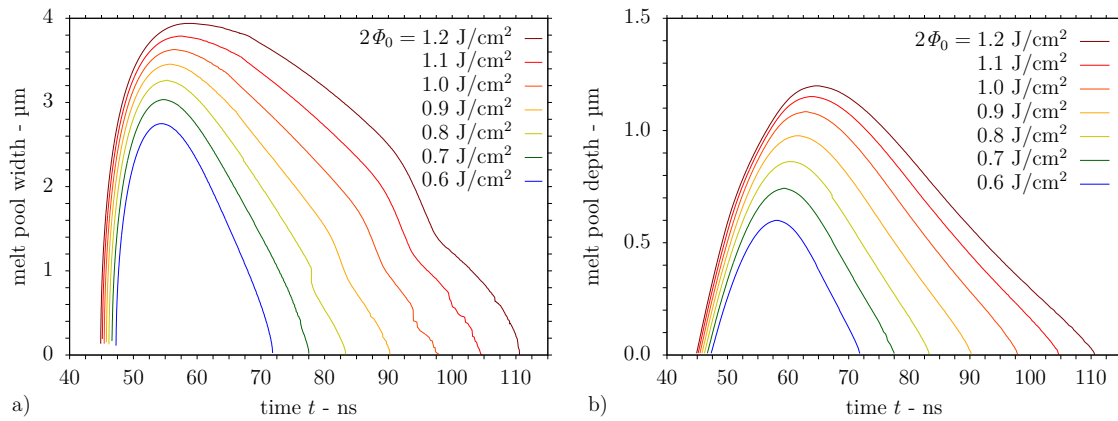 4
3
2
1
0
40
50
60
70
80
90
100
110
melt pool width - µm
time t - ns
a)
2Φ₀ = 1.2 J/cm²
1.1 J/cm²
1.0 J/cm²
0.9 J/cm²
0.8 J/cm²
0.7 J/cm²
0.6 J/cm²
1.5
1.0
0.5
0.0
40
50
60
70
80
90
100
110
melt pool depth - µm
time t - ns
b)
2Φ₀ = 1.2 J/cm²
1.1 J/cm²
1.0 J/cm²
0.9 J/cm²
0.8 J/cm²
0.7 J/cm²
0.6 J/cm²